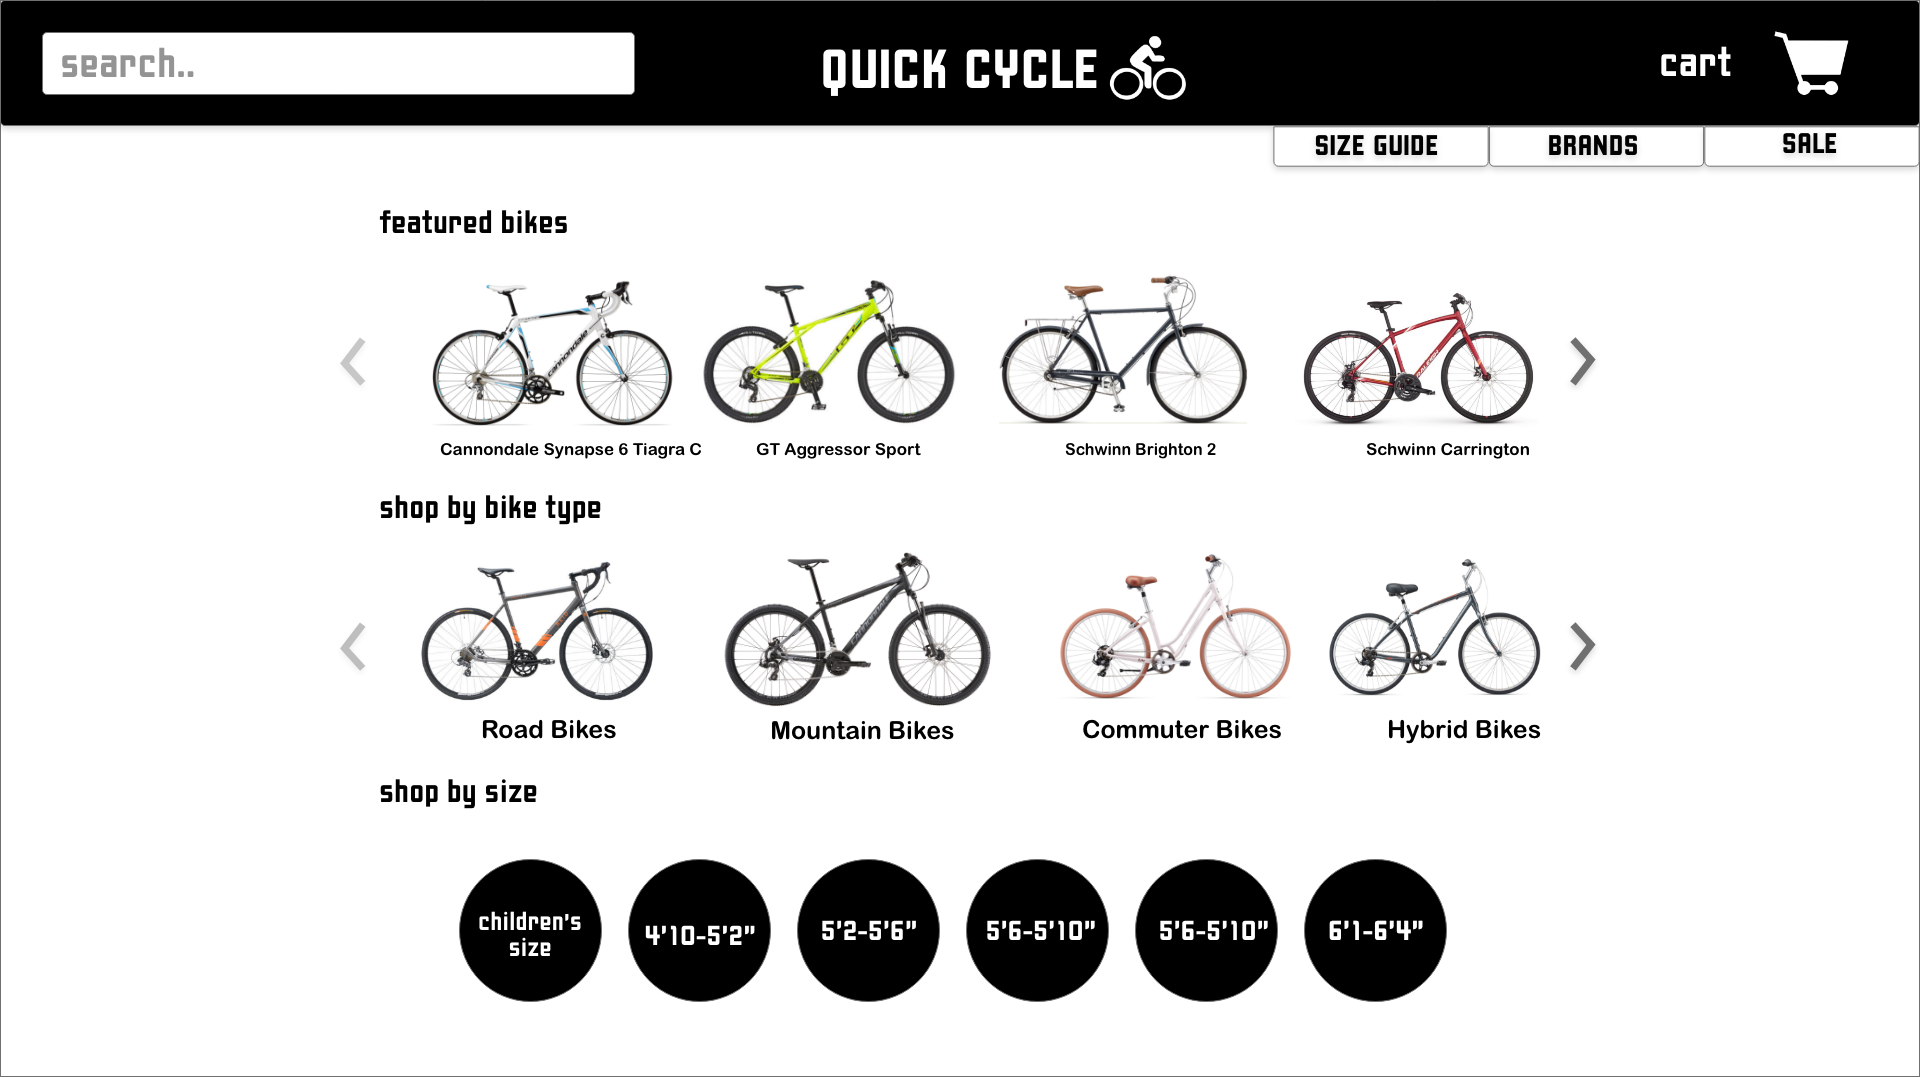 search..
QUICK CYCLE
cart
SIZE GUIDE
BRANDS
SALE
featured bikes
cannondale
GT
RALEIGH
Cannondale Synapse 6 Tiagra C
GT Aggressor Sport
Schwinn Brighton 2
Schwinn Carrington
shop by bike type
Road Bikes
Mountain Bikes
Commuter Bikes
Hybrid Bikes
shop by size
children's
size
4'10-5'2"
5'2-5'6"
5'6-5'10"
5'6-5'10"
6'1-6'4"